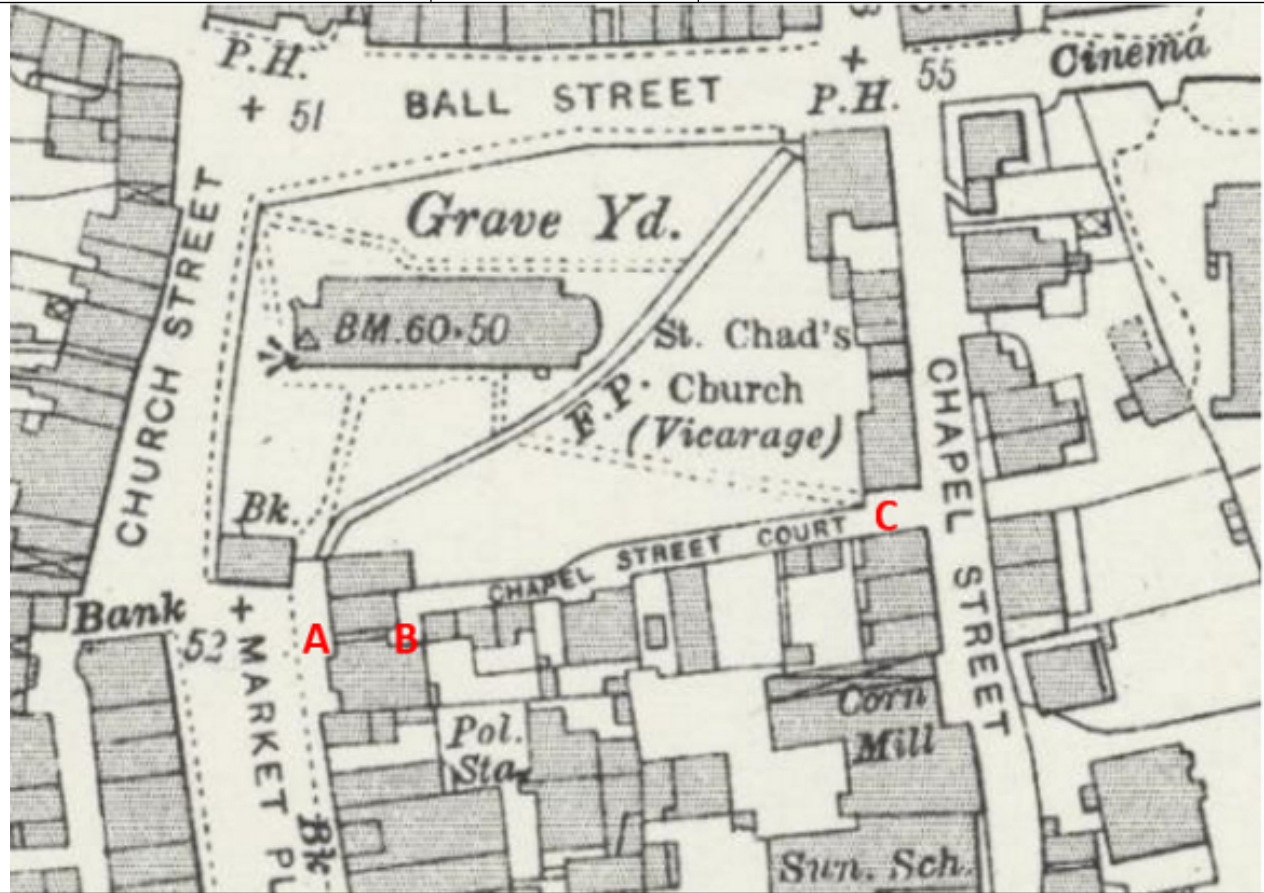 P.H.
+ 51
BALL STREET
+
P.H.
55
Cinema
Grave Yd.
CHURCH STREET
BM.60·50
St. Chad's
F.P.
Church
(Vicarage)
CHAPEL STREET
Bk.
CHAPEL STREET COURT
C
Bank
+
52
A
B
MARKET PL
Corn
Mill
Pol.
Sta.
Bk
Sun. Sch.